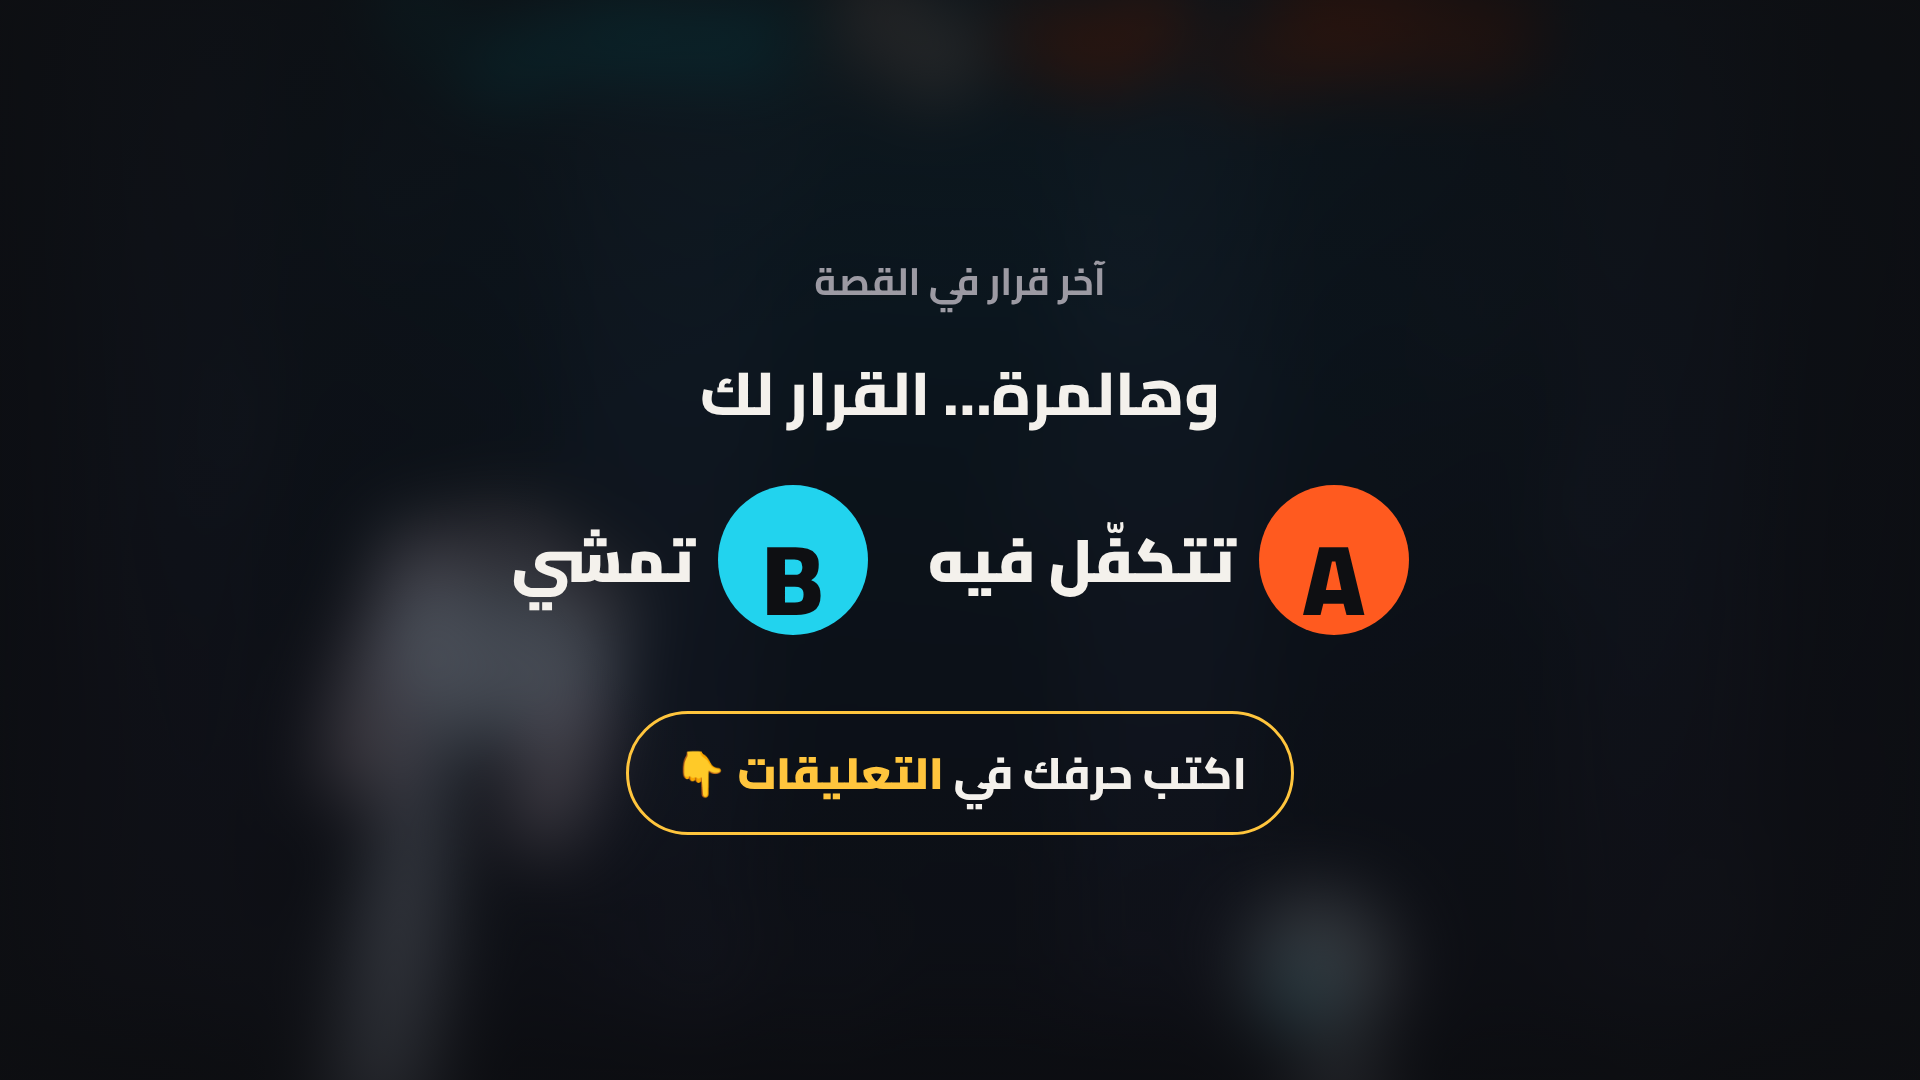 آخر قرار في القصة
وهالمرة... القرار لك
A تتكفّل فيه B تمشي
اكتب حرفك في التعليقات 👇